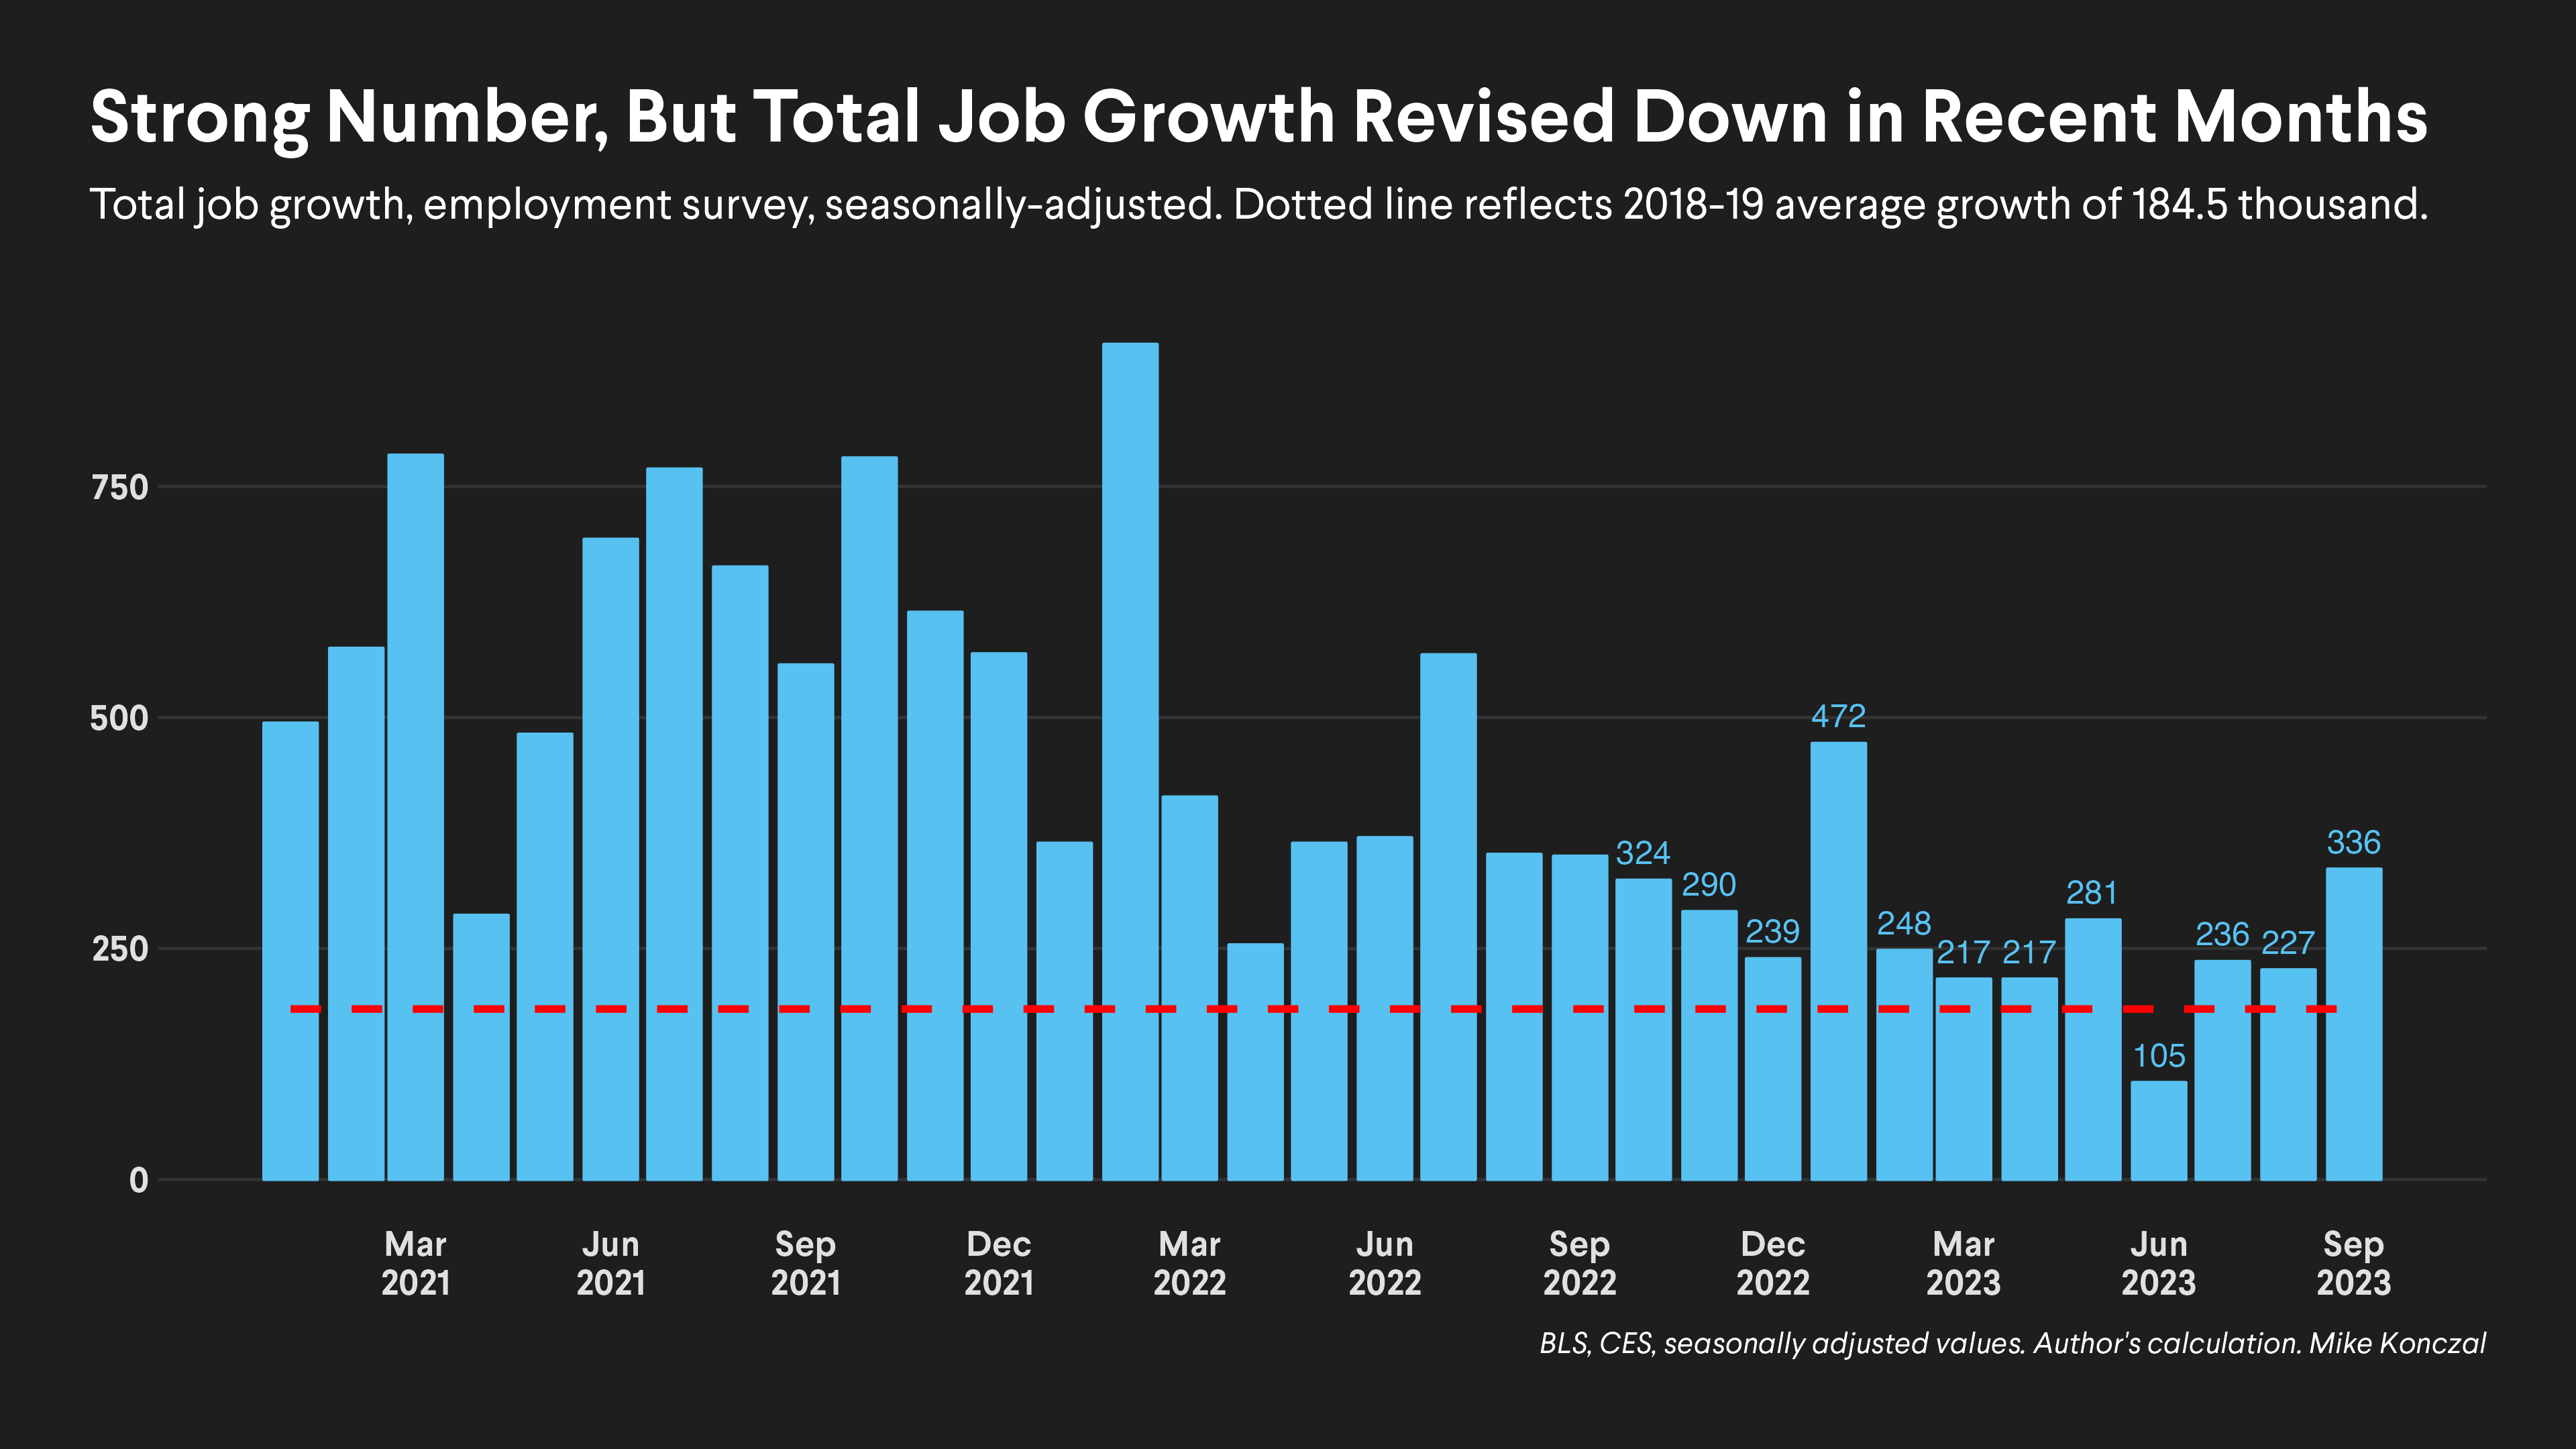 Strong Number, But Total Job Growth Revised Down in Recent Months
Total job growth, employment survey, seasonally-adjusted. Dotted line reflects 2018-19 average growth of 184.5 thousand.
750
500
250
0
324
290
239
472
248
217
217
281
105
236
227
336
Mar
2021
Jun
2021
Sep
2021
Dec
2021
Mar
2022
Jun
2022
Sep
2022
Dec
2022
Mar
2023
Jun
2023
Sep
2023
BLS, CES, seasonally adjusted values. Author's calculation. Mike Konczal